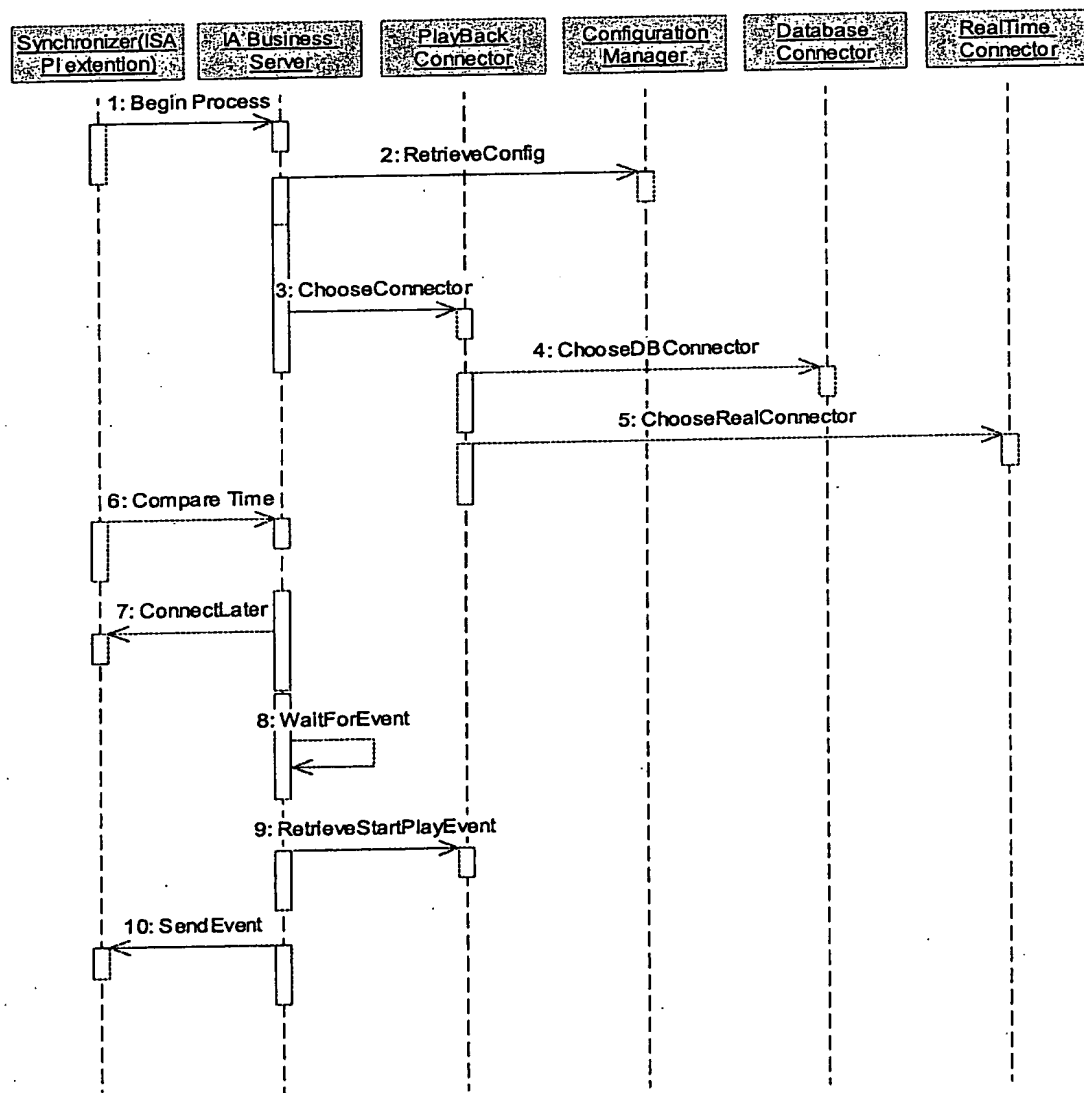 Synchronizer(ISA
PI extention)
IA Business
Server
PlayBack
Connector
Configuration
Manager
Database
Connector
RealTime
Connector
1: Begin Process
2: RetrieveConfig
3: ChooseConnector
4: ChooseDBConnector
5: ChooseRealConnector
6: Compare Time
7: ConnectLater
8: WaitForEvent
9: RetrieveStartPlayEvent
10: SendEvent